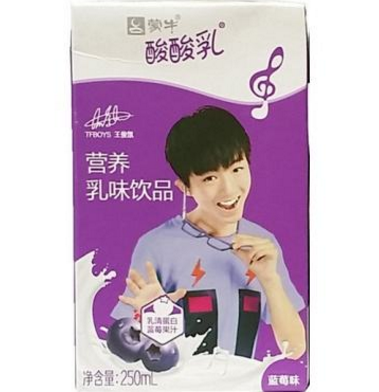 蒙牛
酸酸乳
TFBOYS 王俊凯
营养
乳味饮品
乳清蛋白
蓝莓果汁
净含量:250mL
蓝莓味